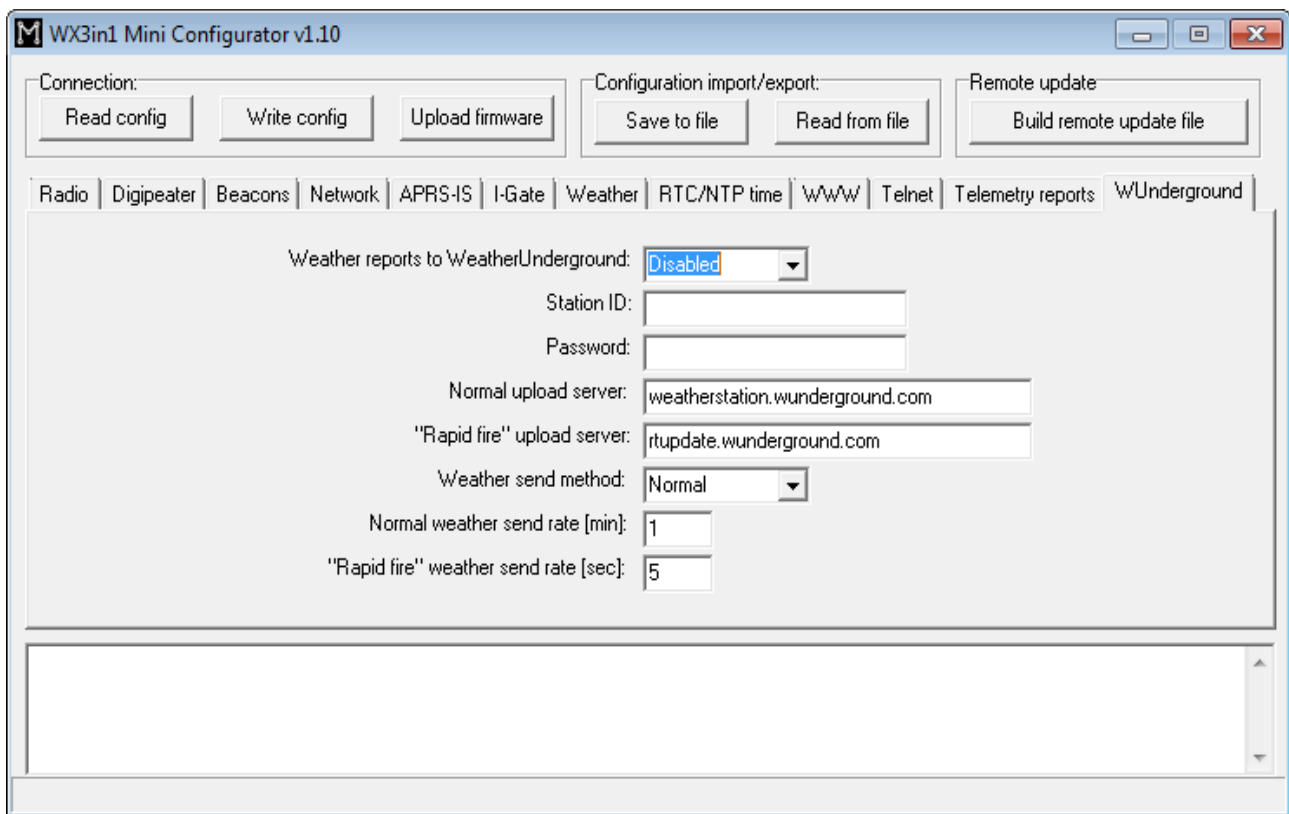 WX3in1 Mini Configurator v1.10
Connection: Configuration import/export: Remote update
Read config Write config Upload firmware Save to file Read from file Build remote update file
Radio Digipeater Beacons Network APRS-IS I-Gate Weather RTC/NTP time WWW Telnet Telemetry reports WUnderground
Weather reports to WeatherUnderground: Disabled
Station ID:
Password:
Normal upload server: weatherstation.wunderground.com
"Rapid fire" upload server: rtupdate.wunderground.com
Weather send method: Normal
Normal weather send rate [min]: 1
"Rapid fire" weather send rate [sec]: 5